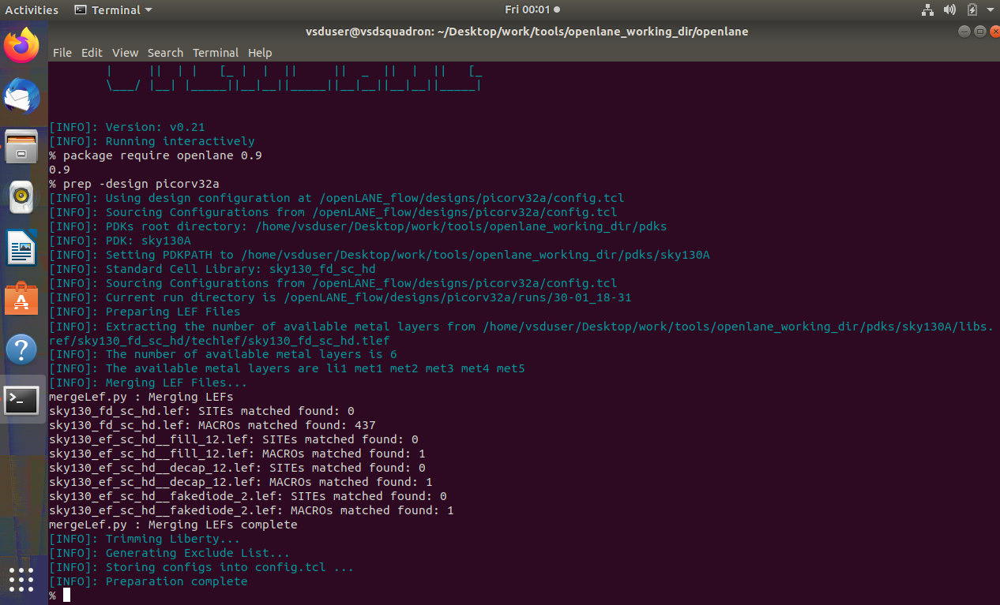 Activities Terminal Fri 00:01
vsduser@vsdsquadron: ~/Desktop/work/tools/openlane_working_dir/openlane
File Edit View Search Terminal Help
|     ||  | |   [_ |  |  ||     ||  _  ||  |  ||   [_
\___/ |__| |_____||__|__||_____||__|__||__|__||_____|
[INFO]: Version: v0.21
[INFO]: Running interactively
% package require openlane 0.9
0.9
% prep -design picorv32a
[INFO]: Using design configuration at /openLANE_flow/designs/picorv32a/config.tcl
[INFO]: Sourcing Configurations from /openLANE_flow/designs/picorv32a/config.tcl
[INFO]: PDKs root directory: /home/vsduser/Desktop/work/tools/openlane_working_dir/pdks
[INFO]: PDK: sky130A
[INFO]: Setting PDKPATH to /home/vsduser/Desktop/work/tools/openlane_working_dir/pdks/sky130A
[INFO]: Standard Cell Library: sky130_fd_sc_hd
[INFO]: Sourcing Configurations from /openLANE_flow/designs/picorv32a/config.tcl
[INFO]: Current run directory is /openLANE_flow/designs/picorv32a/runs/30-01_18-31
[INFO]: Preparing LEF Files
[INFO]: Extracting the number of available metal layers from /home/vsduser/Desktop/work/tools/openlane_working_dir/pdks/sky130A/libs.
ref/sky130_fd_sc_hd/techlef/sky130_fd_sc_hd.tlef
[INFO]: The number of available metal layers is 6
[INFO]: The available metal layers are li1 met1 met2 met3 met4 met5
[INFO]: Merging LEF Files...
mergeLef.py : Merging LEFs
sky130_fd_sc_hd.lef: SITEs matched found: 0
sky130_fd_sc_hd.lef: MACROs matched found: 437
sky130_ef_sc_hd__fill_12.lef: SITEs matched found: 0
sky130_ef_sc_hd__fill_12.lef: MACROs matched found: 1
sky130_ef_sc_hd__decap_12.lef: SITEs matched found: 0
sky130_ef_sc_hd__decap_12.lef: MACROs matched found: 1
sky130_ef_sc_hd__fakediode_2.lef: SITEs matched found: 0
sky130_ef_sc_hd__fakediode_2.lef: MACROs matched found: 1
mergeLef.py : Merging LEFs complete
[INFO]: Trimming Liberty...
[INFO]: Generating Exclude List...
[INFO]: Storing configs into config.tcl ...
[INFO]: Preparation complete
%